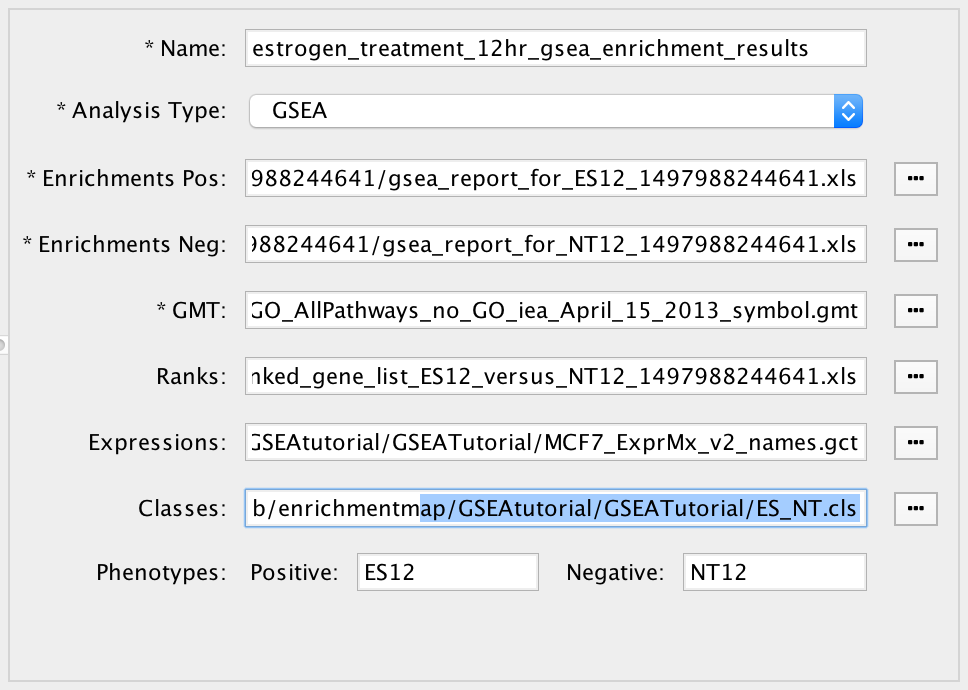 * Name: estrogen_treatment_12hr_gsea_enrichment_results
* Analysis Type: GSEA
* Enrichments Pos: 988244641/gsea_report_for_ES12_1497988244641.xls ...
* Enrichments Neg: 988244641/gsea_report_for_NT12_1497988244641.xls ...
* GMT: GO_AllPathways_no_GO_iea_April_15_2013_symbol.gmt ...
Ranks: nked_gene_list_ES12_versus_NT12_1497988244641.xls ...
Expressions: GSEAtutorial/GSEATutorial/MCF7_ExprMx_v2_names.gct ...
Classes: b/enrichmentmap/GSEAtutorial/GSEATutorial/ES_NT.cls ...
Phenotypes: Positive: ES12 Negative: NT12